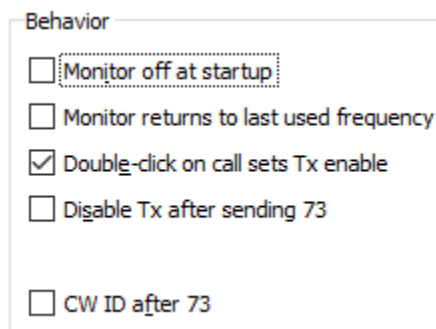 Behavior
Monitor off at startup
Monitor returns to last used frequency
Double-click on call sets Tx enable
Disable Tx after sending 73
CW ID after 73